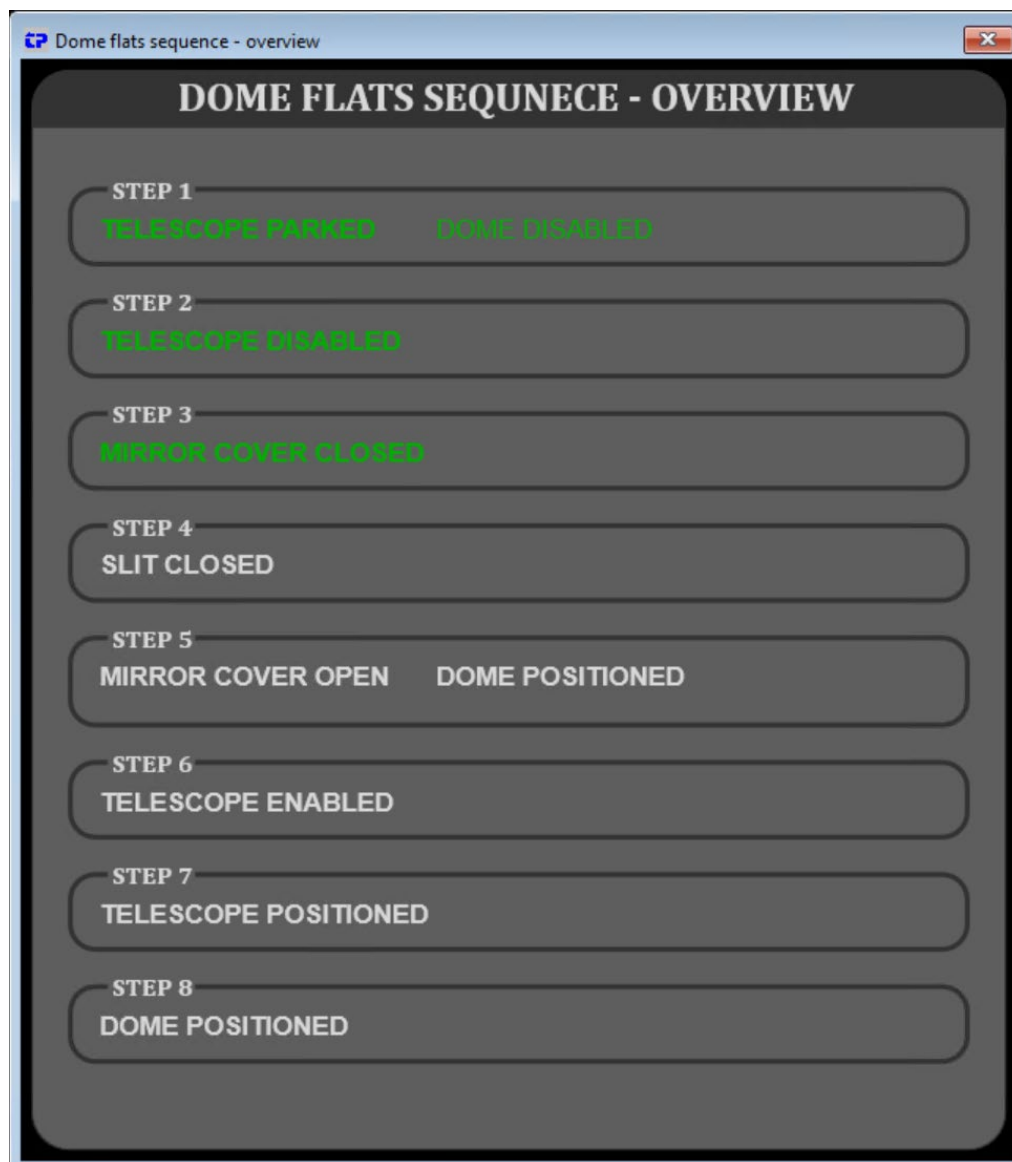 Dome flats sequence - overview
DOME FLATS SEQUNECE - OVERVIEW
STEP 1
TELESCOPE PARKED DOME DISABLED
STEP 2
TELESCOPE DISABLED
STEP 3
MIRROR COVER CLOSED
STEP 4
SLIT CLOSED
STEP 5
MIRROR COVER OPEN DOME POSITIONED
STEP 6
TELESCOPE ENABLED
STEP 7
TELESCOPE POSITIONED
STEP 8
DOME POSITIONED